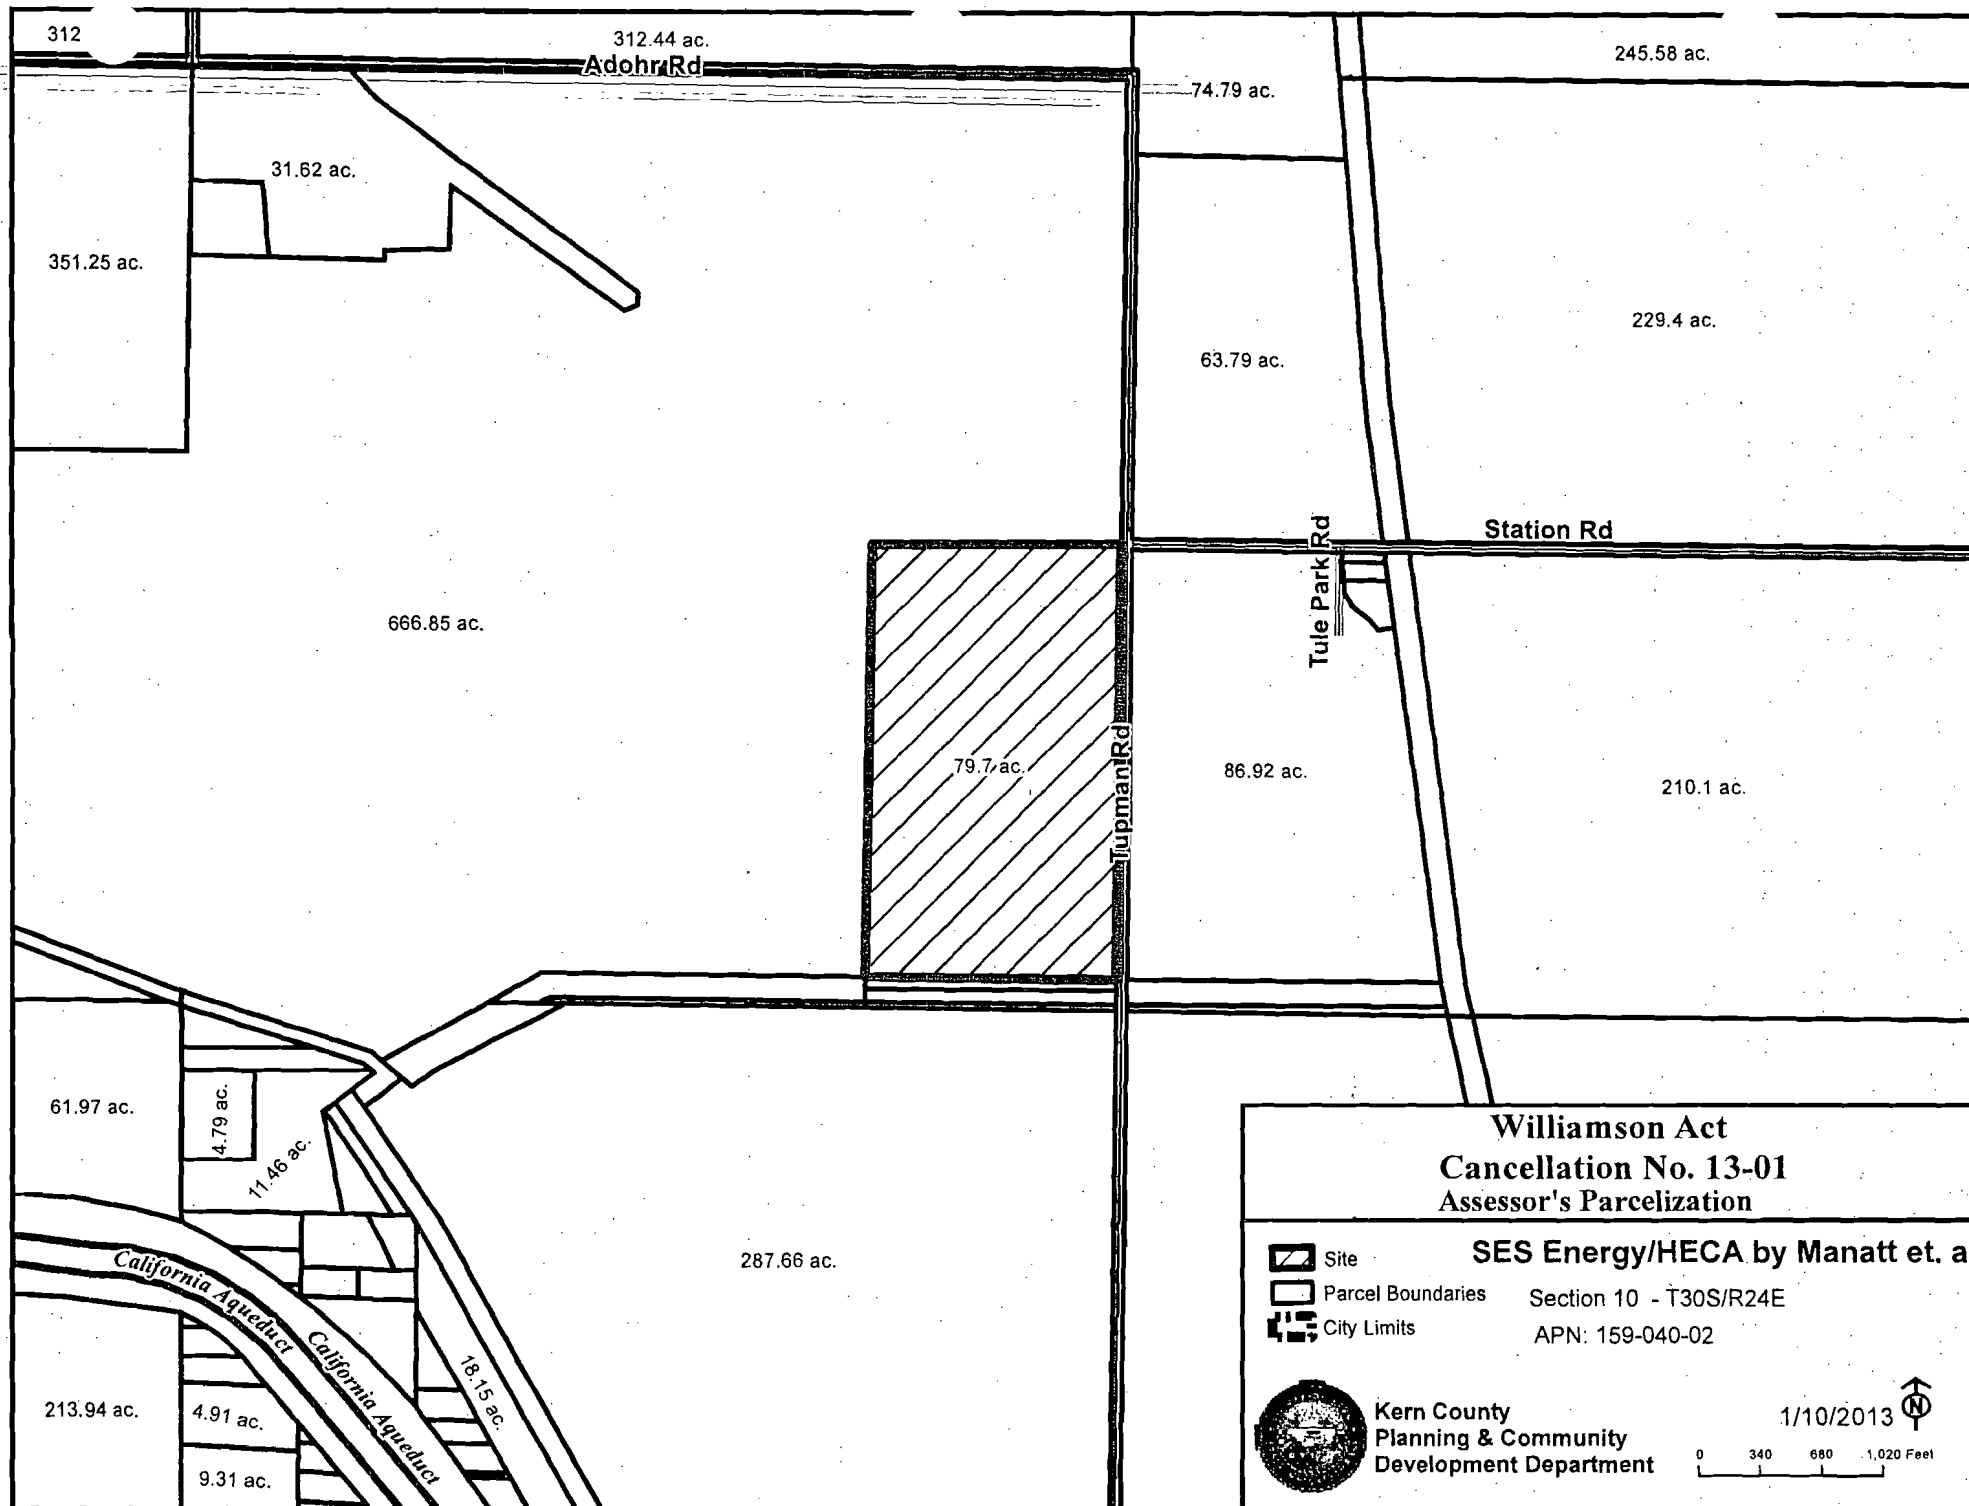 312
312.44 ac.
245.58 ac.
Adohr Rd
74.79 ac.
31.62 ac.
351.25 ac.
229.4 ac.
63.79 ac.
Station Rd
Tule Park Rd
666.85 ac.
79.7 ac.
Tupman Rd
86.92 ac.
210.1 ac.
61.97 ac.
4.79 ac.
11.46 ac.
California Aqueduct
California Aqueduct
287.66 ac.
18.15 ac.
213.94 ac.
4.91 ac.
9.31 ac.
Williamson Act
Cancellation No. 13-01
Assessor's Parcelization
SES Energy/HECA by Manatt et. a
Site
Parcel Boundaries
City Limits
Section 10 - T30S/R24E
APN: 159-040-02
Kern County
Planning & Community
Development Department
1/10/2013
N
0 340 680 1,020 Feet